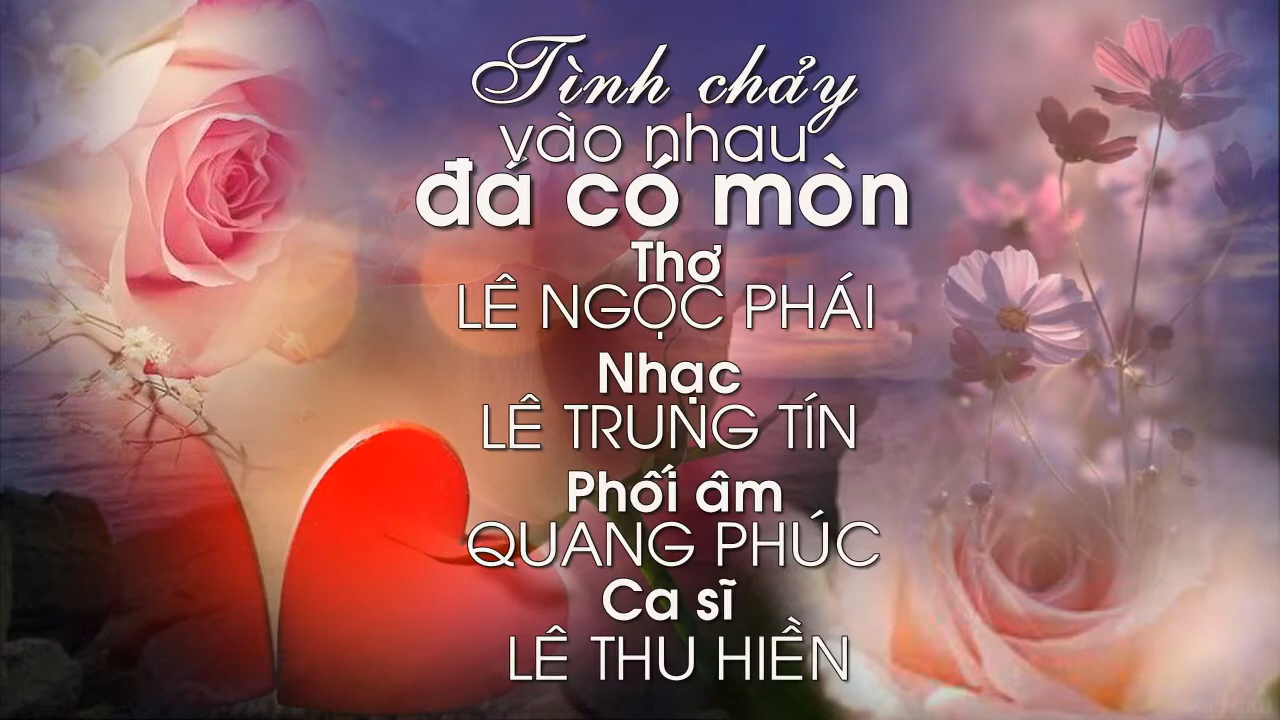 Tình chảy
vào nhau
đá có mòn
Thơ
LÊ NGỌC PHÁI
Nhạc
LÊ TRUNG TÍN
Phối âm
QUANG PHÚC
Ca sĩ
LÊ THU HIỀN